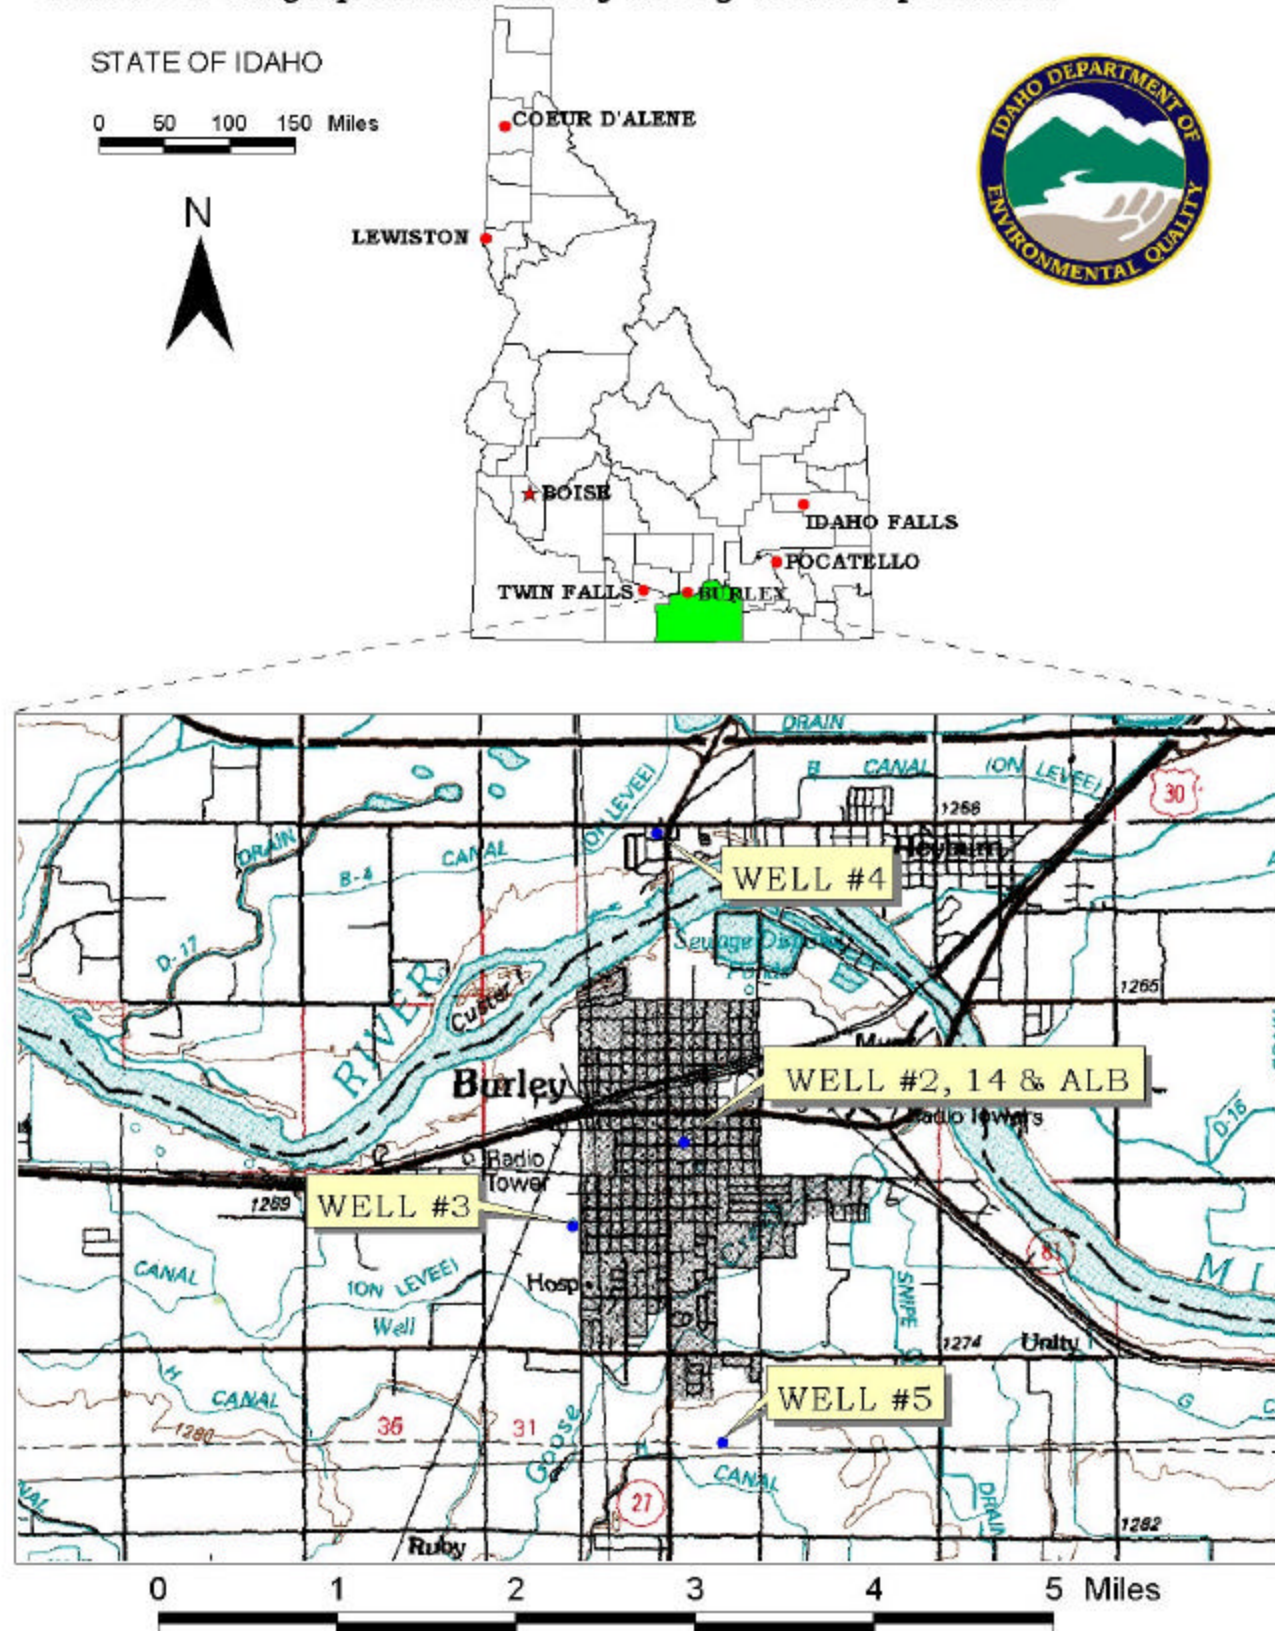 STATE OF IDAHO
0 50 100 150 Miles
N
COEUR D'ALENE
LEWISTON
BOISE
IDAHO FALLS
POCATELLO
TWIN FALLS
BURLEY
IDAHO DEPARTMENT OF
ENVIRONMENTAL QUALITY
DRAIN
B CANAL (ON LEVEE)
30
(ON LEVEE)
1266
DRAIN
B-4 CANAL
Heyburn
WELL #4
D-17
Sewage Disposal
Ponds
1265
RIVER
Custer I
Burley
WELL #2, 14 & ALB
Radio Towers
D-16
Radio
Tower
WELL #3
1269
81
CANAL
(ON LEVEE)
Hosp
Well
SNIPE
1274
Unity
WELL #5
H
CANAL
G
1280
36
31
Goose
H
CANAL
DRAIN
27
1282
Ruby
0 1 2 3 4 5 Miles